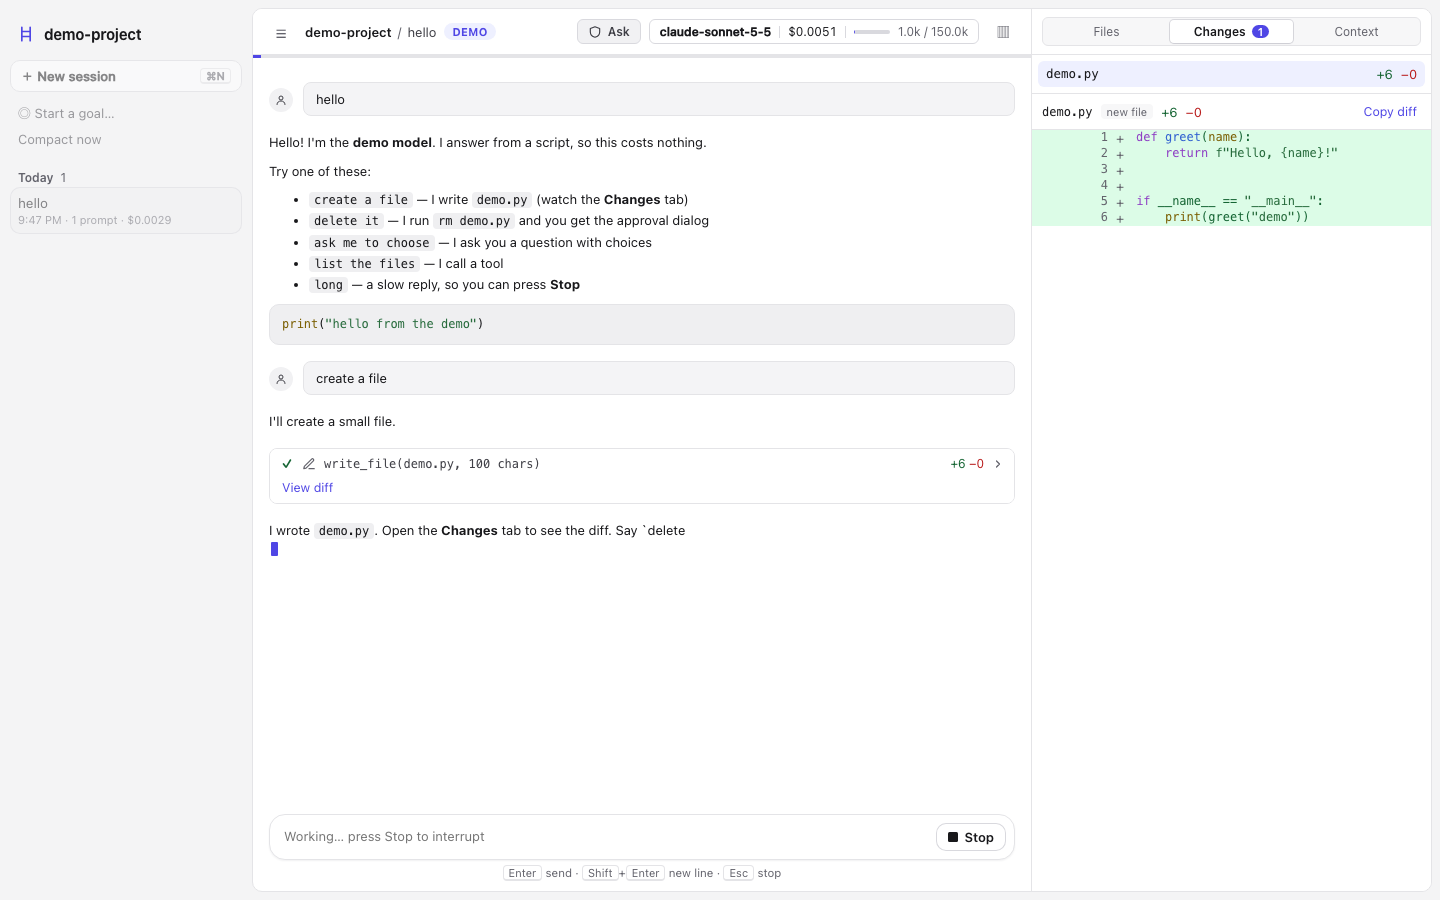 demo-project
+ New session ⌘N
Start a goal...
Compact now
Today 1
hello
9:47 PM · 1 prompt · $0.0029
demo-project / hello DEMO
Ask
claude-sonnet-5-5 $0.0051 1.0k / 150.0k
hello
Hello! I'm the demo model. I answer from a script, so this costs nothing.
Try one of these:
• create a file — I write demo.py (watch the Changes tab)
• delete it — I run rm demo.py and you get the approval dialog
• ask me to choose — I ask you a question with choices
• list the files — I call a tool
• long — a slow reply, so you can press Stop
print("hello from the demo")
create a file
I'll create a small file.
write_file(demo.py, 100 chars) +6 −0
View diff
I wrote demo.py. Open the Changes tab to see the diff. Say `delete
Working... press Stop to interrupt
Stop
Enter send · Shift+Enter new line · Esc stop
Files Changes 1 Context
demo.py +6 −0
demo.py new file +6 −0 Copy diff
1 + def greet(name):
2 +     return f"Hello, {name}!"
3 +
4 +
5 + if __name__ == "__main__":
6 +     print(greet("demo"))